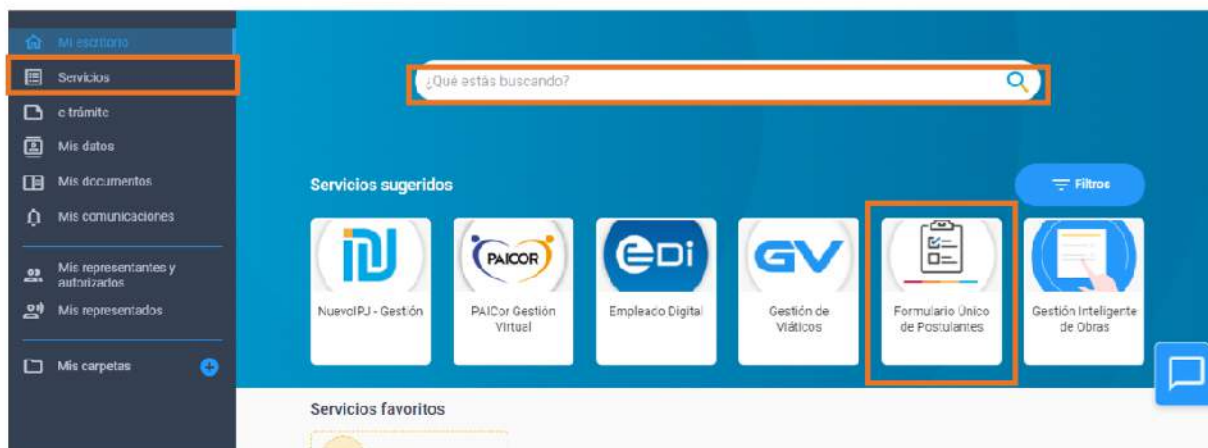 Mi escritorio
Servicios
e trámite
Mis datos
Mis documentos
Mis comunicaciones
Mis representantes y
autorizados
Mis representados
Mis carpetas
¿Qué estás buscando?
Servicios sugeridos
Filtros
NuevoIPJ - Gestión
PAICOR
PAICor Gestión
Virtual
eDi
Empleado Digital
GV
Gestión de
Viáticos
Formulario Único
de Postulantes
Gestión Inteligente
de Obras
Servicios favoritos